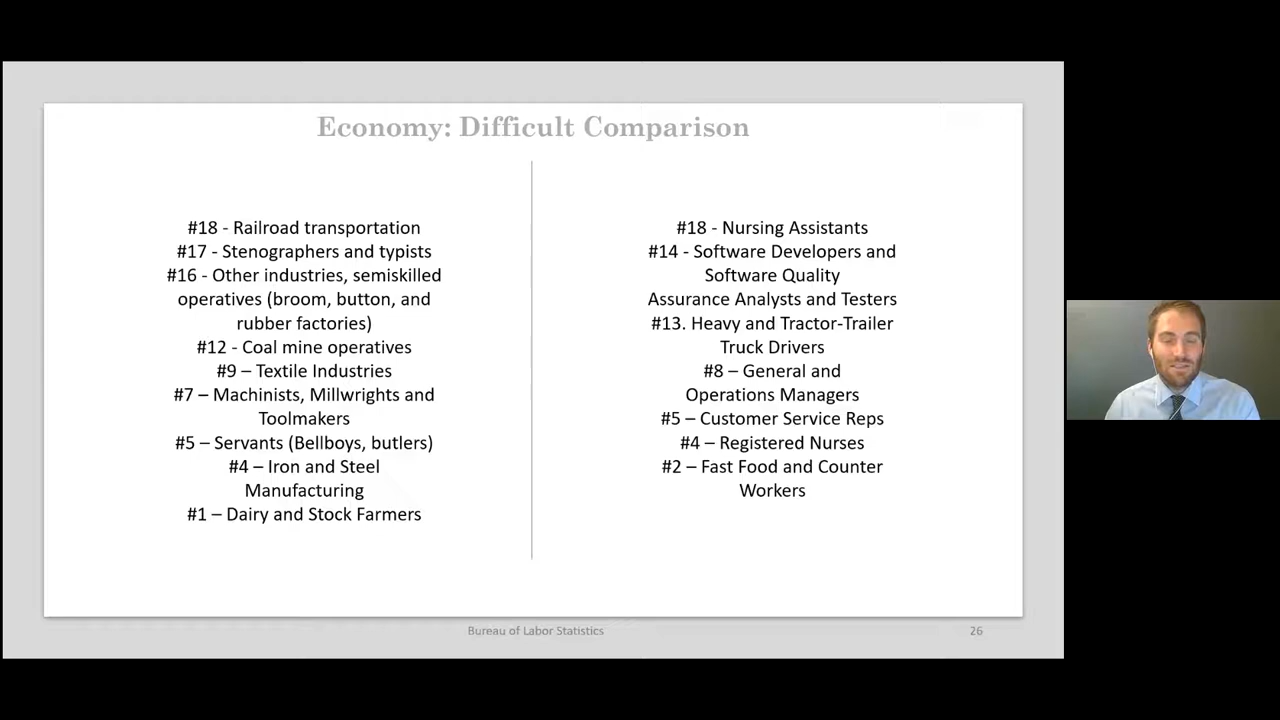 Economy: Difficult Comparison
#18 - Railroad transportation
#17 - Stenographers and typists
#16 - Other industries, semiskilled
operatives (broom, button, and
rubber factories)
#12 - Coal mine operatives
#9 – Textile Industries
#7 – Machinists, Millwrights and
Toolmakers
#5 – Servants (Bellboys, butlers)
#4 – Iron and Steel
Manufacturing
#1 – Dairy and Stock Farmers
#18 - Nursing Assistants
#14 - Software Developers and
Software Quality
Assurance Analysts and Testers
#13. Heavy and Tractor-Trailer
Truck Drivers
#8 – General and
Operations Managers
#5 – Customer Service Reps
#4 – Registered Nurses
#2 – Fast Food and Counter
Workers
Bureau of Labor Statistics
26